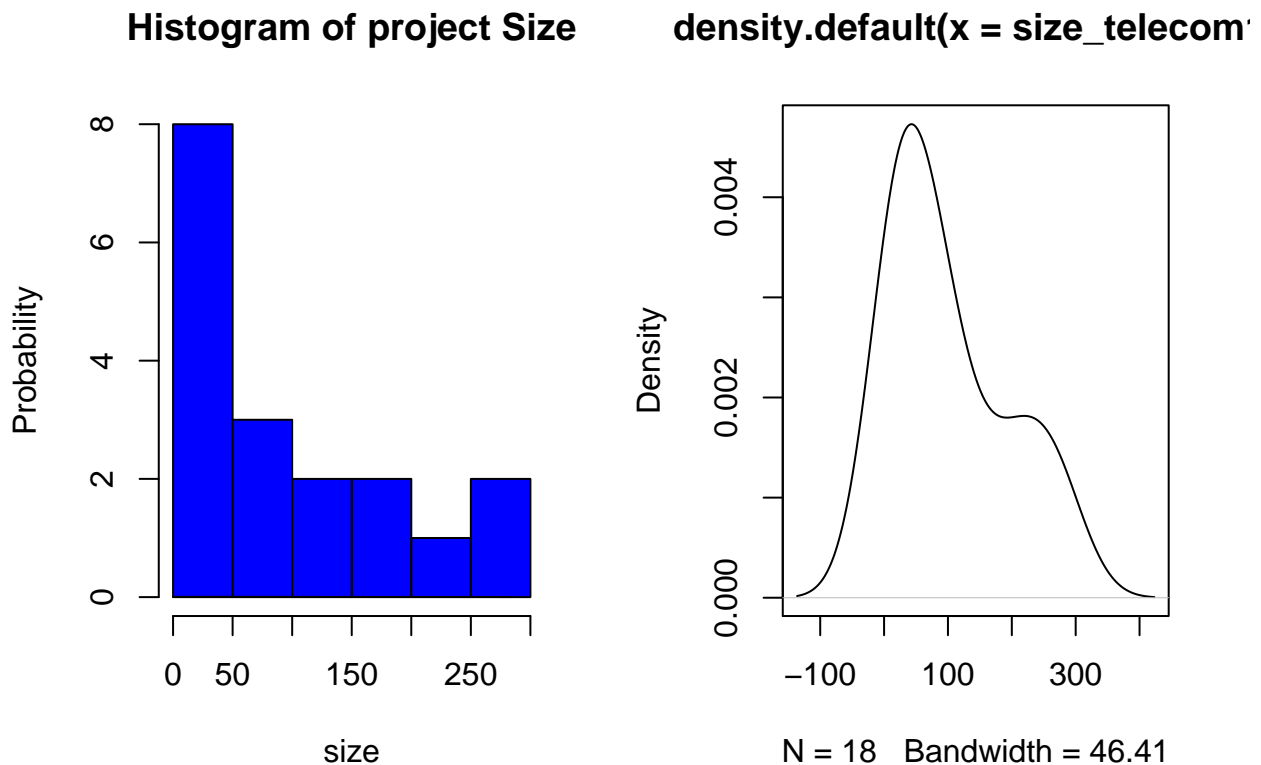 Histogram of project Size
Probability
0
2
4
6
8
0 50 150 250
size
density.default(x = size_telecom1
Density
0.000
0.002
0.004
−100 100 300
N = 18 Bandwidth = 46.41